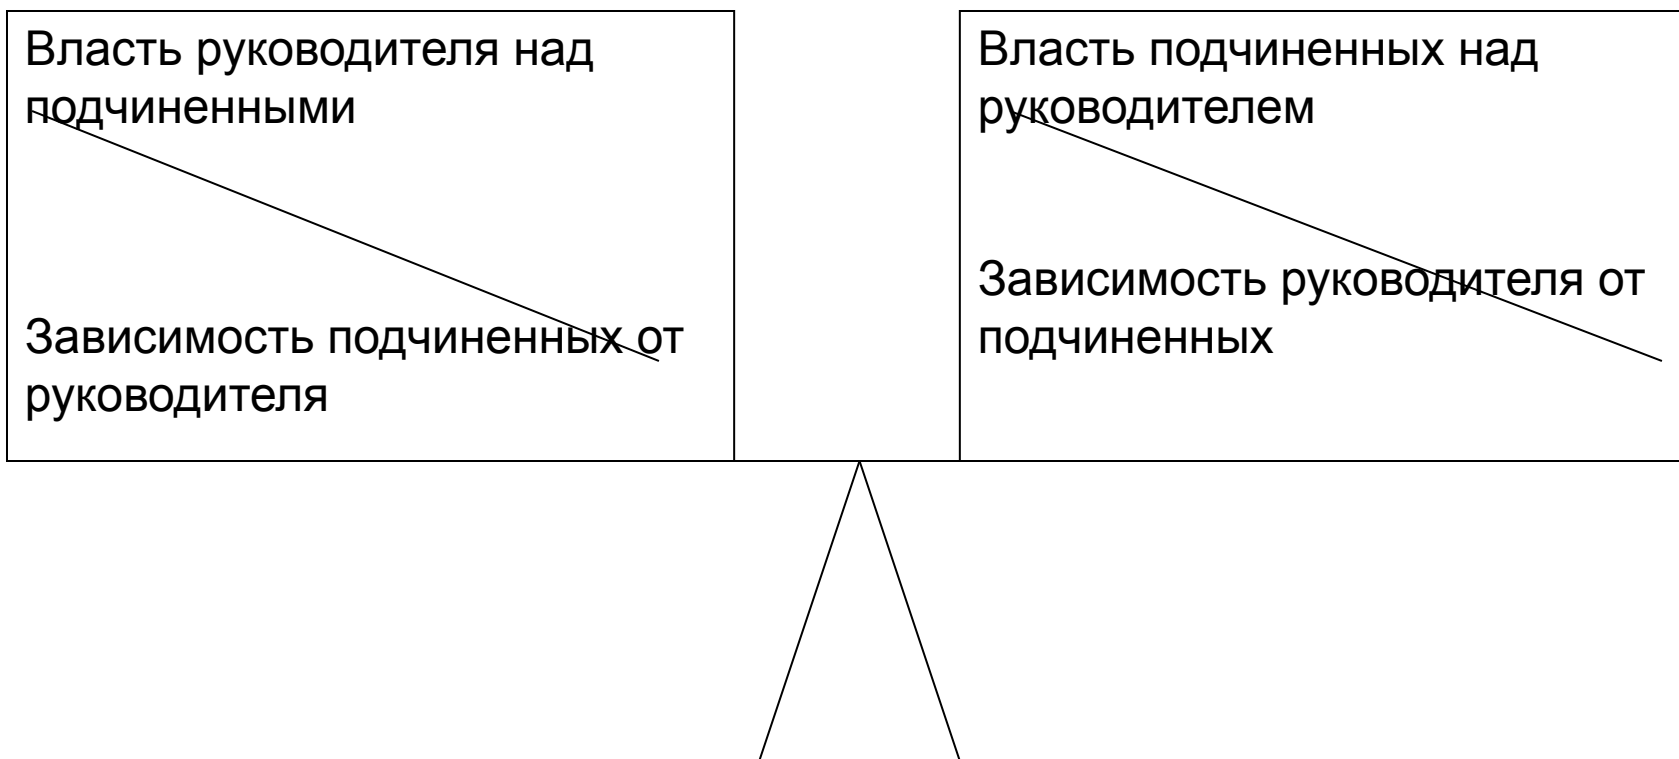 Власть руководителя над
подчиненными
Зависимость подчиненных от
руководителя
Власть подчиненных над
руководителем
Зависимость руководителя от
подчиненных